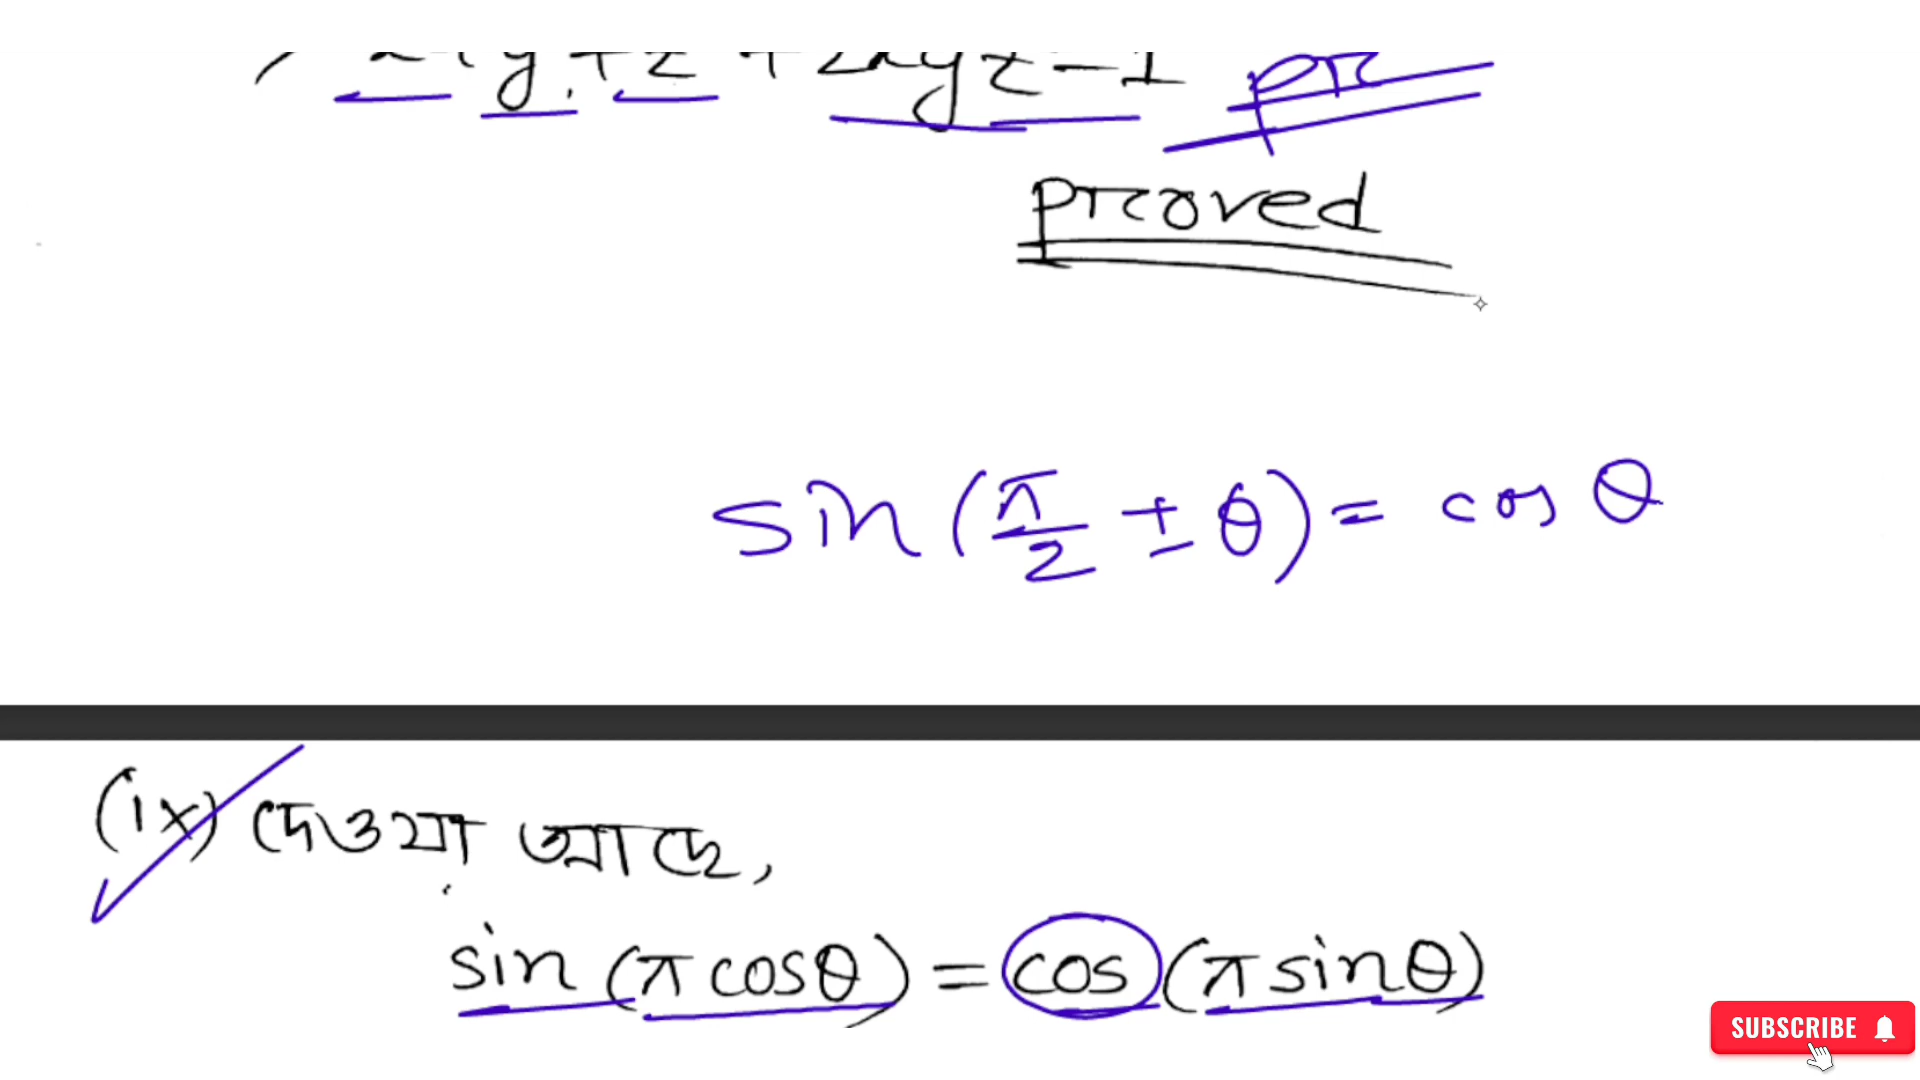 proved
sin(π/2 ± θ) = cos θ
(ix) দেওয়া আছে,
sin (π cosθ) = cos (π sinθ)
SUBSCRIBE